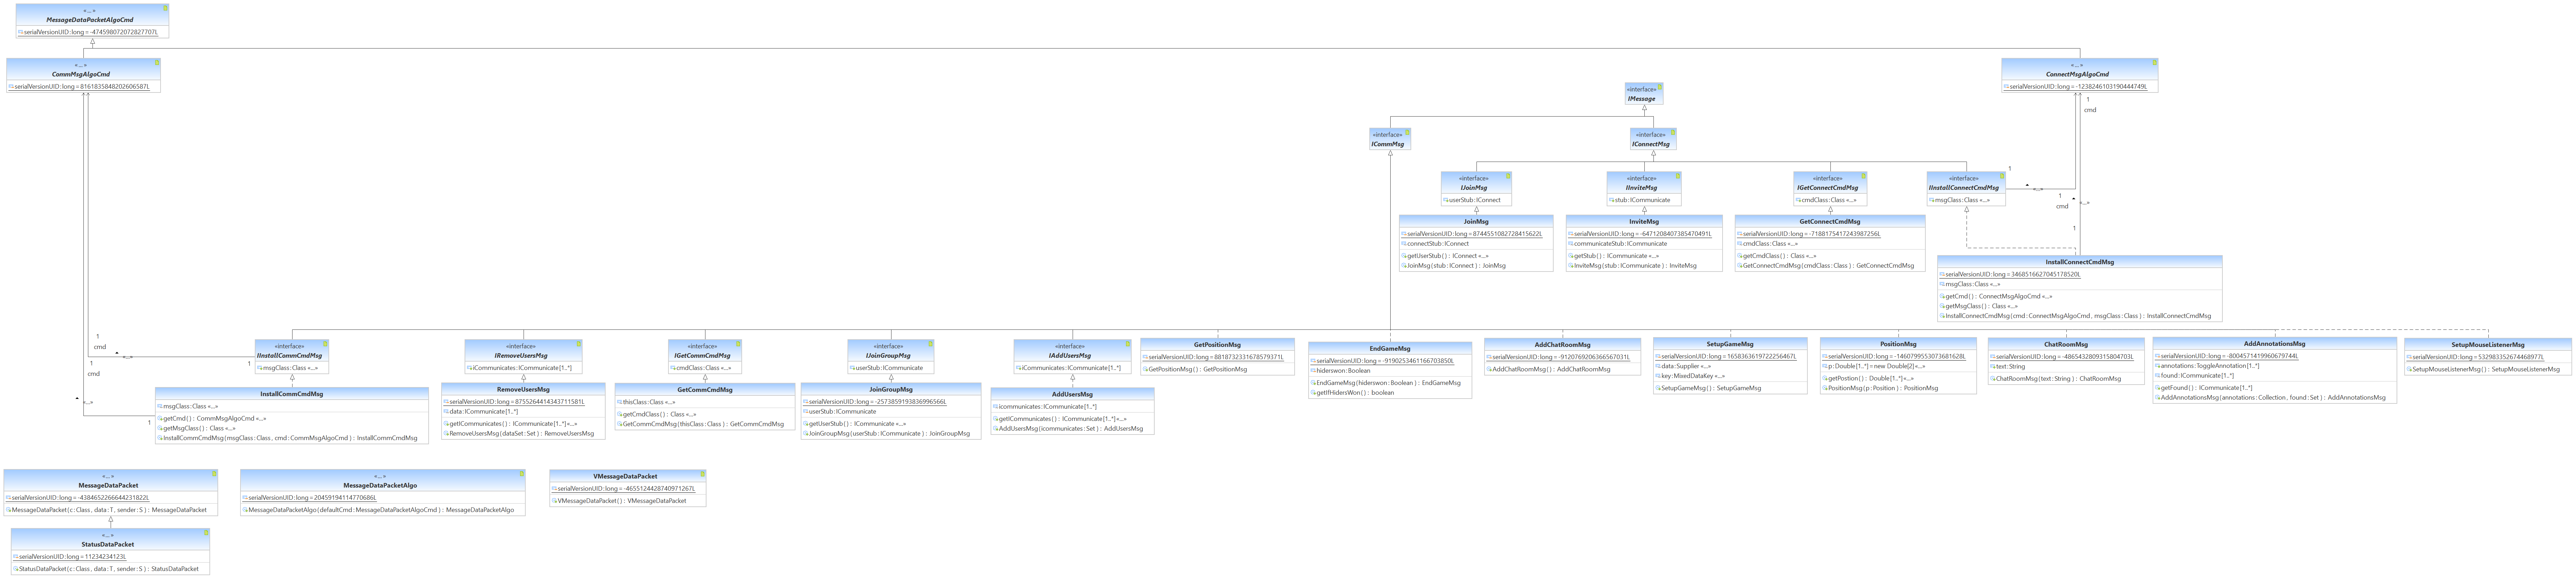 «...»
MessageDataPacketAlgoCmd
serialVersionUID:long = -474598072072827707L
«...»
CommMsgAlgoCmd
serialVersionUID:long = 8161835848202606587L
«...»
ConnectMsgAlgoCmd
serialVersionUID:long = -1238246103190444749L
1
cmd
«interface»
IMessage
«interface»
ICommMsg
«interface»
IConnectMsg
«interface»
IJoinMsg
userStub:IConnect
«interface»
IInviteMsg
stub:ICommunicate
«interface»
IGetConnectCmdMsg
cmdClass:Class «...»
«interface»
IInstallConnectCmdMsg
msgClass:Class «...»
1
«...»
1
cmd
«...»
1
JoinMsg
serialVersionUID:long = 8744551082728415622L
connectStub:IConnect
getUserStub() : IConnect «...»
JoinMsg(stub:IConnect) : JoinMsg
InviteMsg
serialVersionUID:long = -6471208407385470491L
communicateStub:ICommunicate
getStub() : ICommunicate «...»
InviteMsg(stub:ICommunicate) : InviteMsg
GetConnectCmdMsg
serialVersionUID:long = -7188175417243987256L
cmdClass:Class «...»
getCmdClass() : Class «...»
GetConnectCmdMsg(cmdClass:Class) : GetConnectCmdMsg
InstallConnectCmdMsg
serialVersionUID:long = 3468516627045178520L
msgClass:Class «...»
getCmd() : ConnectMsgAlgoCmd «...»
getMsgClass() : Class «...»
InstallConnectCmdMsg(cmd:ConnectMsgAlgoCmd, msgClass:Class) : InstallConnectCmdMsg
1
cmd
«...»
1
1
cmd
«...»
1
«interface»
IInstallCommCmdMsg
msgClass:Class «...»
InstallCommCmdMsg
msgClass:Class «...»
getCmd() : CommMsgAlgoCmd «...»
getMsgClass() : Class «...»
InstallCommCmdMsg(msgClass:Class, cmd:CommMsgAlgoCmd) : InstallCommCmdMsg
«interface»
IRemoveUsersMsg
iCommunicates:ICommunicate[1..*]
RemoveUsersMsg
serialVersionUID:long = 8755264414343711581L
data:ICommunicate[1..*]
getICommunicates() : ICommunicate[1..*]«...»
RemoveUsersMsg(dataSet:Set) : RemoveUsersMsg
«interface»
IGetCommCmdMsg
cmdClass:Class «...»
GetCommCmdMsg
thisClass:Class «...»
getCmdClass() : Class «...»
GetCommCmdMsg(thisClass:Class) : GetCommCmdMsg
«interface»
IJoinGroupMsg
userStub:ICommunicate
JoinGroupMsg
serialVersionUID:long = -2573859193836996566L
userStub:ICommunicate
getUserStub() : ICommunicate «...»
JoinGroupMsg(userStub:ICommunicate) : JoinGroupMsg
«interface»
IAddUsersMsg
iCommunicates:ICommunicate[1..*]
AddUsersMsg
icommunicates:ICommunicate[1..*]
getICommunicates() : ICommunicate[1..*]«...»
AddUsersMsg(icommunicates:Set) : AddUsersMsg
GetPositionMsg
serialVersionUID:long = 8818732331678579371L
GetPositionMsg() : GetPositionMsg
EndGameMsg
serialVersionUID:long = -9190253461166703850L
hiderswon:Boolean
EndGameMsg(hiderswon:Boolean) : EndGameMsg
getIfHidersWon() : boolean
AddChatRoomMsg
serialVersionUID:long = -9120769206366567031L
AddChatRoomMsg() : AddChatRoomMsg
SetupGameMsg
serialVersionUID:long = 1658363619722256467L
data:Supplier «...»
key:MixedDataKey «...»
SetupGameMsg() : SetupGameMsg
PositionMsg
serialVersionUID:long = -1460799553073681628L
p:Double[1..*] = new Double[2]«...»
getPostion() : Double[1..*]«...»
PositionMsg(p:Position) : PositionMsg
ChatRoomMsg
serialVersionUID:long = -4865432809315804703L
text:String
ChatRoomMsg(text:String) : ChatRoomMsg
AddAnnotationsMsg
serialVersionUID:long = -8004571419960679744L
annotations:ToggleAnnotation[1..*]
found:ICommunicate[1..*]
getFound() : ICommunicate[1..*]
AddAnnotationsMsg(annotations:Collection, found:Set) : AddAnnotationsMsg
SetupMouseListenerMsg
serialVersionUID:long = 532983352674468977L
SetupMouseListenerMsg() : SetupMouseListenerMsg
«...»
MessageDataPacket
serialVersionUID:long = -4384652266644231822L
MessageDataPacket(c:Class, data:T, sender:S) : MessageDataPacket
«...»
MessageDataPacketAlgo
serialVersionUID:long = 20459194114770686L
MessageDataPacketAlgo(defaultCmd:MessageDataPacketAlgoCmd) : MessageDataPacketAlgo
VMessageDataPacket
serialVersionUID:long = -4655124428740971267L
VMessageDataPacket() : VMessageDataPacket
«...»
StatusDataPacket
serialVersionUID:long = 11234234123L
StatusDataPacket(c:Class, data:T, sender:S) : StatusDataPacket